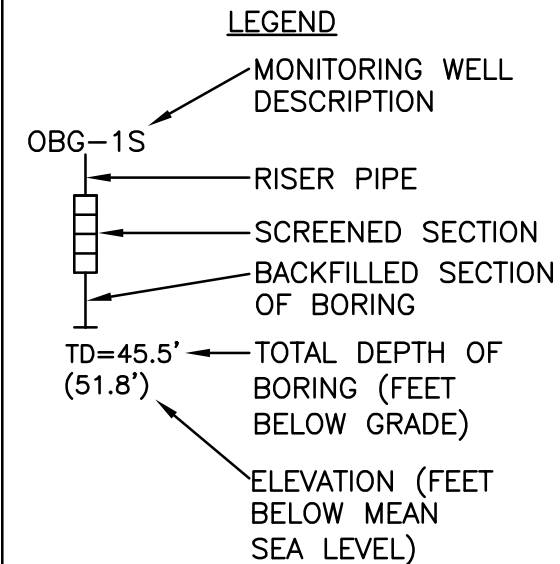 LEGEND
MONITORING WELL
DESCRIPTION
OBG-1S
RISER PIPE
SCREENED SECTION
BACKFILLED SECTION
OF BORING
TD=45.5'
(51.8')
TOTAL DEPTH OF
BORING (FEET
BELOW GRADE)
ELEVATION (FEET
BELOW MEAN
SEA LEVEL)